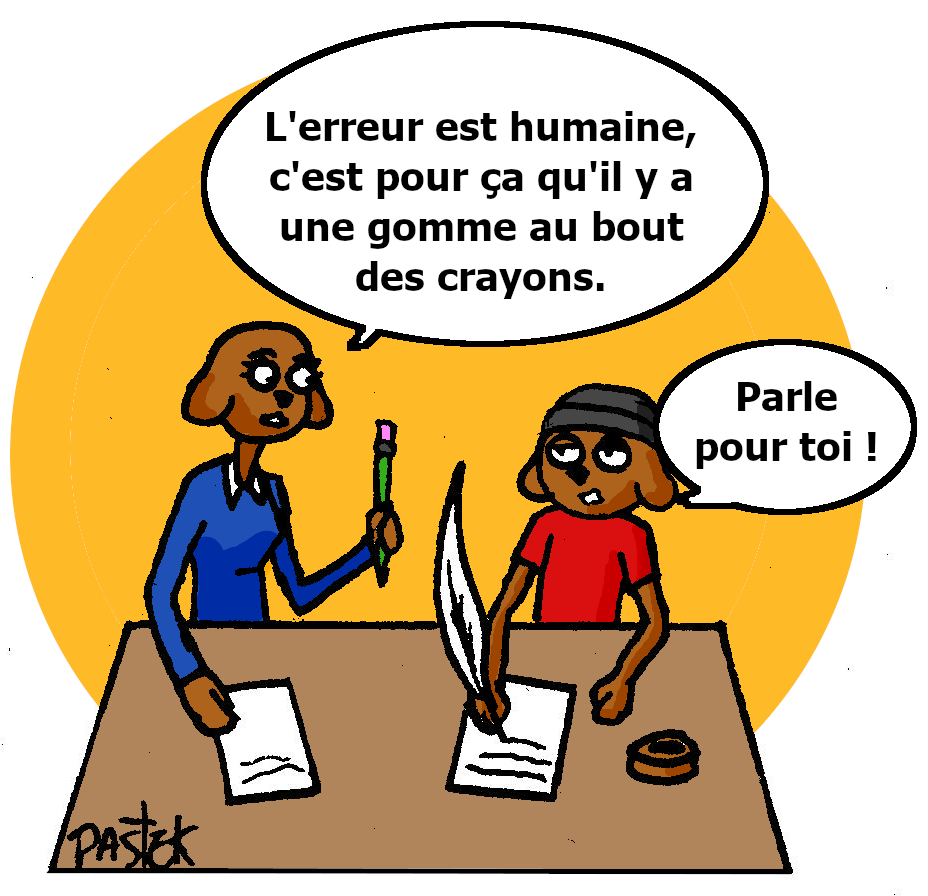 L'erreur est humaine,
c'est pour ça qu'il y a
une gomme au bout
des crayons.
Parle
pour toi !
PASTEK